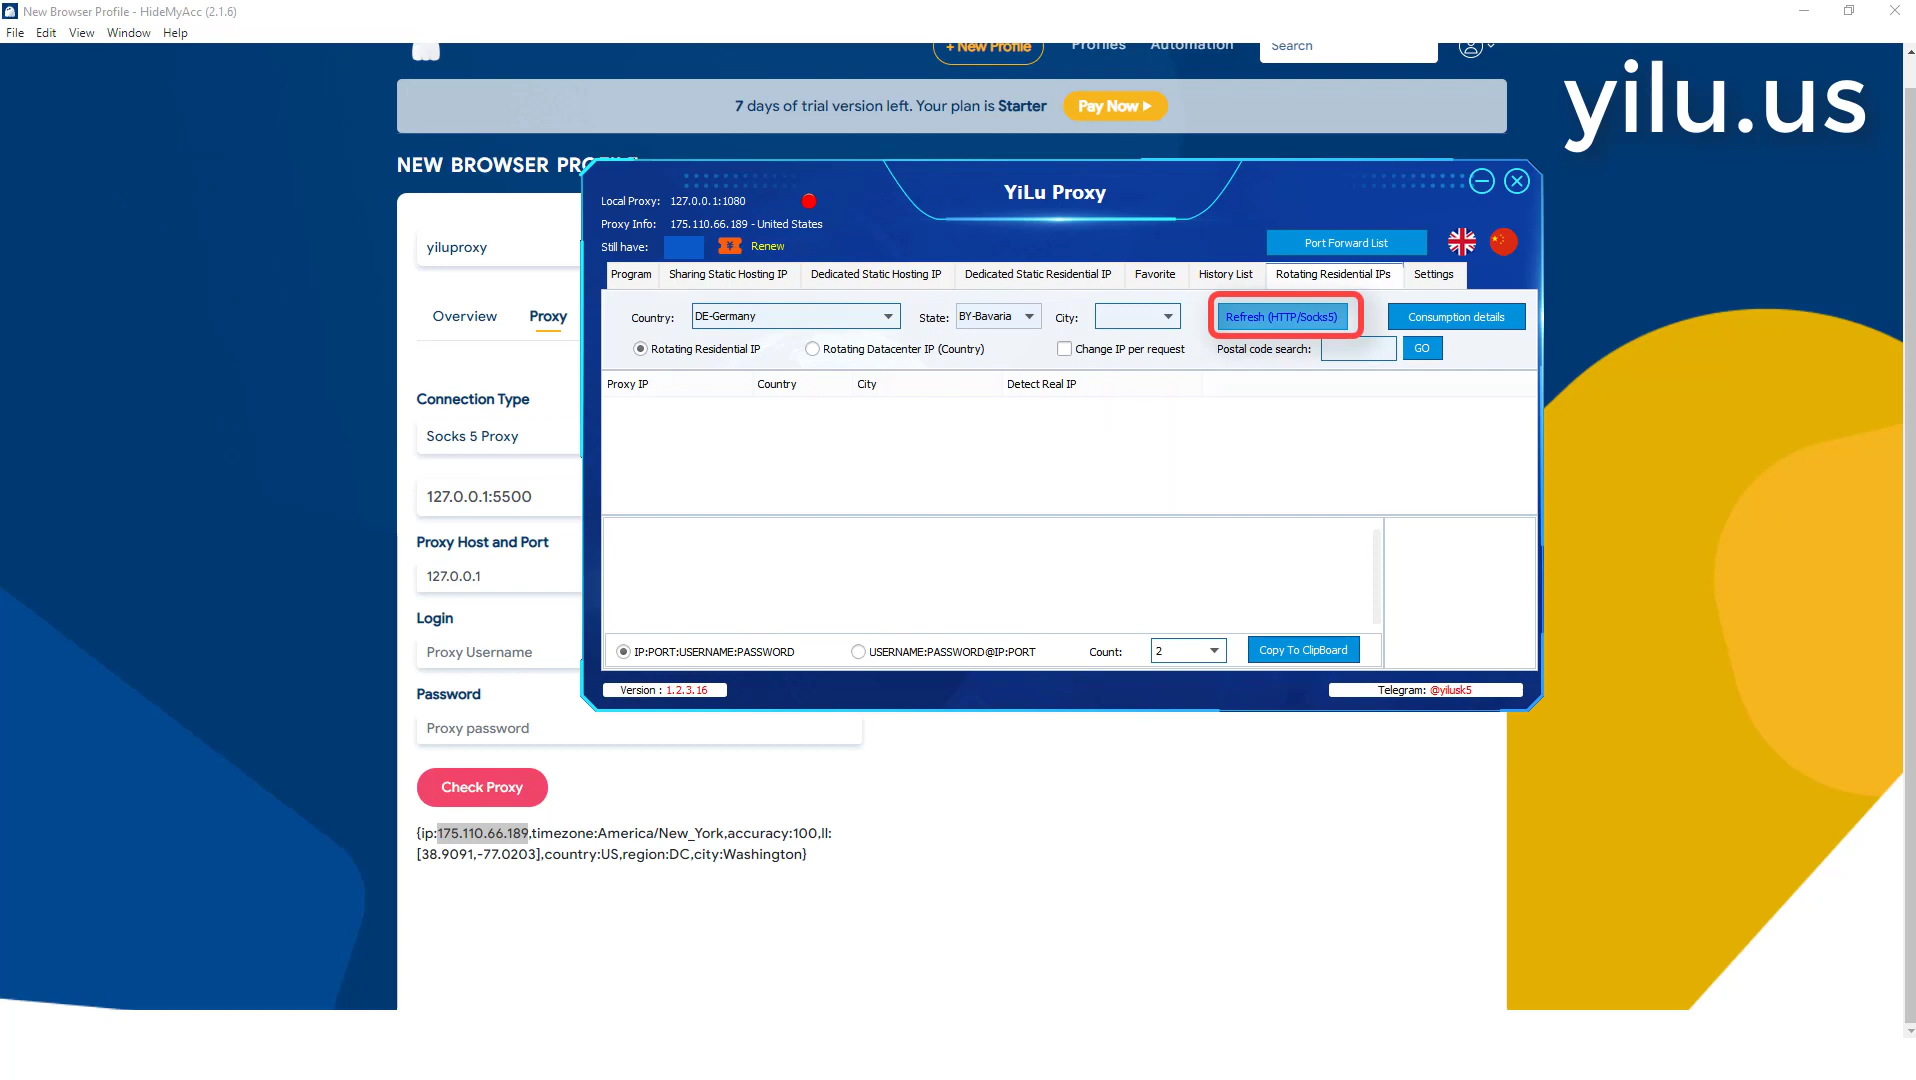 New Browser Profile - HideMyAcc (2.1.6)
File Edit View Window Help
+ New Profile Profiles Automation Search
yilu.us
7 days of trial version left. Your plan is Starter Pay Now
NEW BROWSER PROFILE
yiluproxy
Overview Proxy
Connection Type
Socks 5 Proxy
127.0.0.1:5500
Proxy Host and Port
127.0.0.1
Login
Proxy Username
Password
Proxy password
Check Proxy
{ip:175.110.66.189,timezone:America/New_York,accuracy:100,ll:
[38.9091,-77.0203],country:US,region:DC,city:Washington}
YiLu Proxy
Local Proxy: 127.0.0.1:1080
Proxy Info: 175.110.66.189 - United States
Still have: ¥ Renew
Port Forward List
Program Sharing Static Hosting IP Dedicated Static Hosting IP Dedicated Static Residential IP Favorite History List Rotating Residential IPs Settings
Country: DE-Germany State: BY-Bavaria City: Refresh (HTTP/Socks5) Consumption details
Rotating Residential IP Rotating Datacenter IP (Country) Change IP per request Postal code search: GO
Proxy IP Country City Detect Real IP
IP:PORT:USERNAME:PASSWORD USERNAME:PASSWORD@IP:PORT Count: 2 Copy To ClipBoard
Version : 1.2.3.16 Telegram: @yilusk5